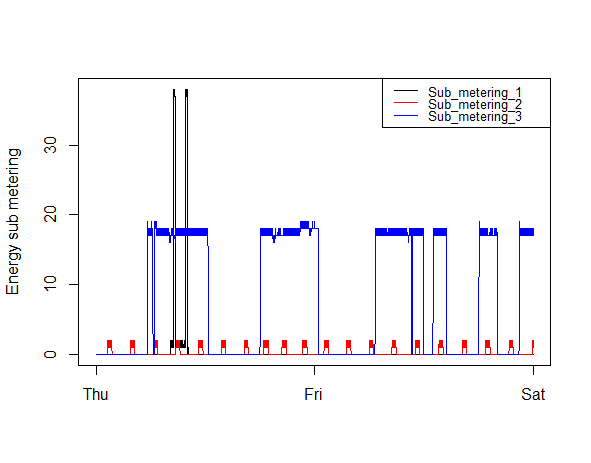 Sub_metering_1
Sub_metering_2
Sub_metering_3
Energy sub metering
30
20
10
0
Thu
Fri
Sat